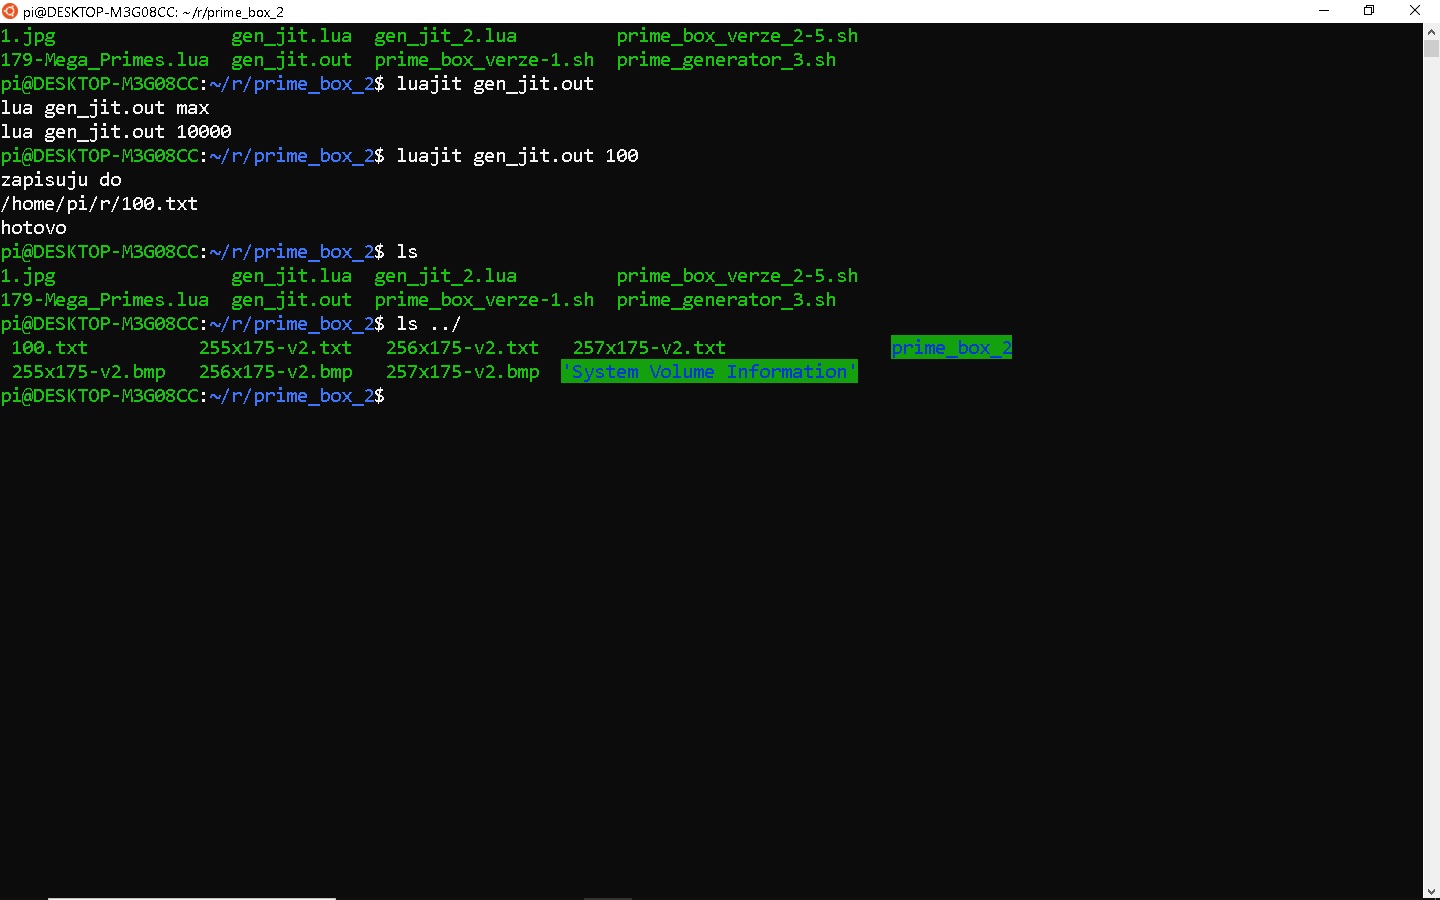 pi@DESKTOP-M3G08CC: ~/r/prime_box_2
1.jpg gen_jit.lua gen_jit_2.lua prime_box_verze_2-5.sh
179-Mega_Primes.lua gen_jit.out prime_box_verze-1.sh prime_generator_3.sh
pi@DESKTOP-M3G08CC:~/r/prime_box_2$ luajit gen_jit.out
lua gen_jit.out max
lua gen_jit.out 10000
pi@DESKTOP-M3G08CC:~/r/prime_box_2$ luajit gen_jit.out 100
zapisuju do
/home/pi/r/100.txt
hotovo
pi@DESKTOP-M3G08CC:~/r/prime_box_2$ ls
1.jpg gen_jit.lua gen_jit_2.lua prime_box_verze_2-5.sh
179-Mega_Primes.lua gen_jit.out prime_box_verze-1.sh prime_generator_3.sh
pi@DESKTOP-M3G08CC:~/r/prime_box_2$ ls ../
100.txt 255x175-v2.txt 256x175-v2.txt 257x175-v2.txt prime_box_2
255x175-v2.bmp 256x175-v2.bmp 257x175-v2.bmp 'System Volume Information'
pi@DESKTOP-M3G08CC:~/r/prime_box_2$